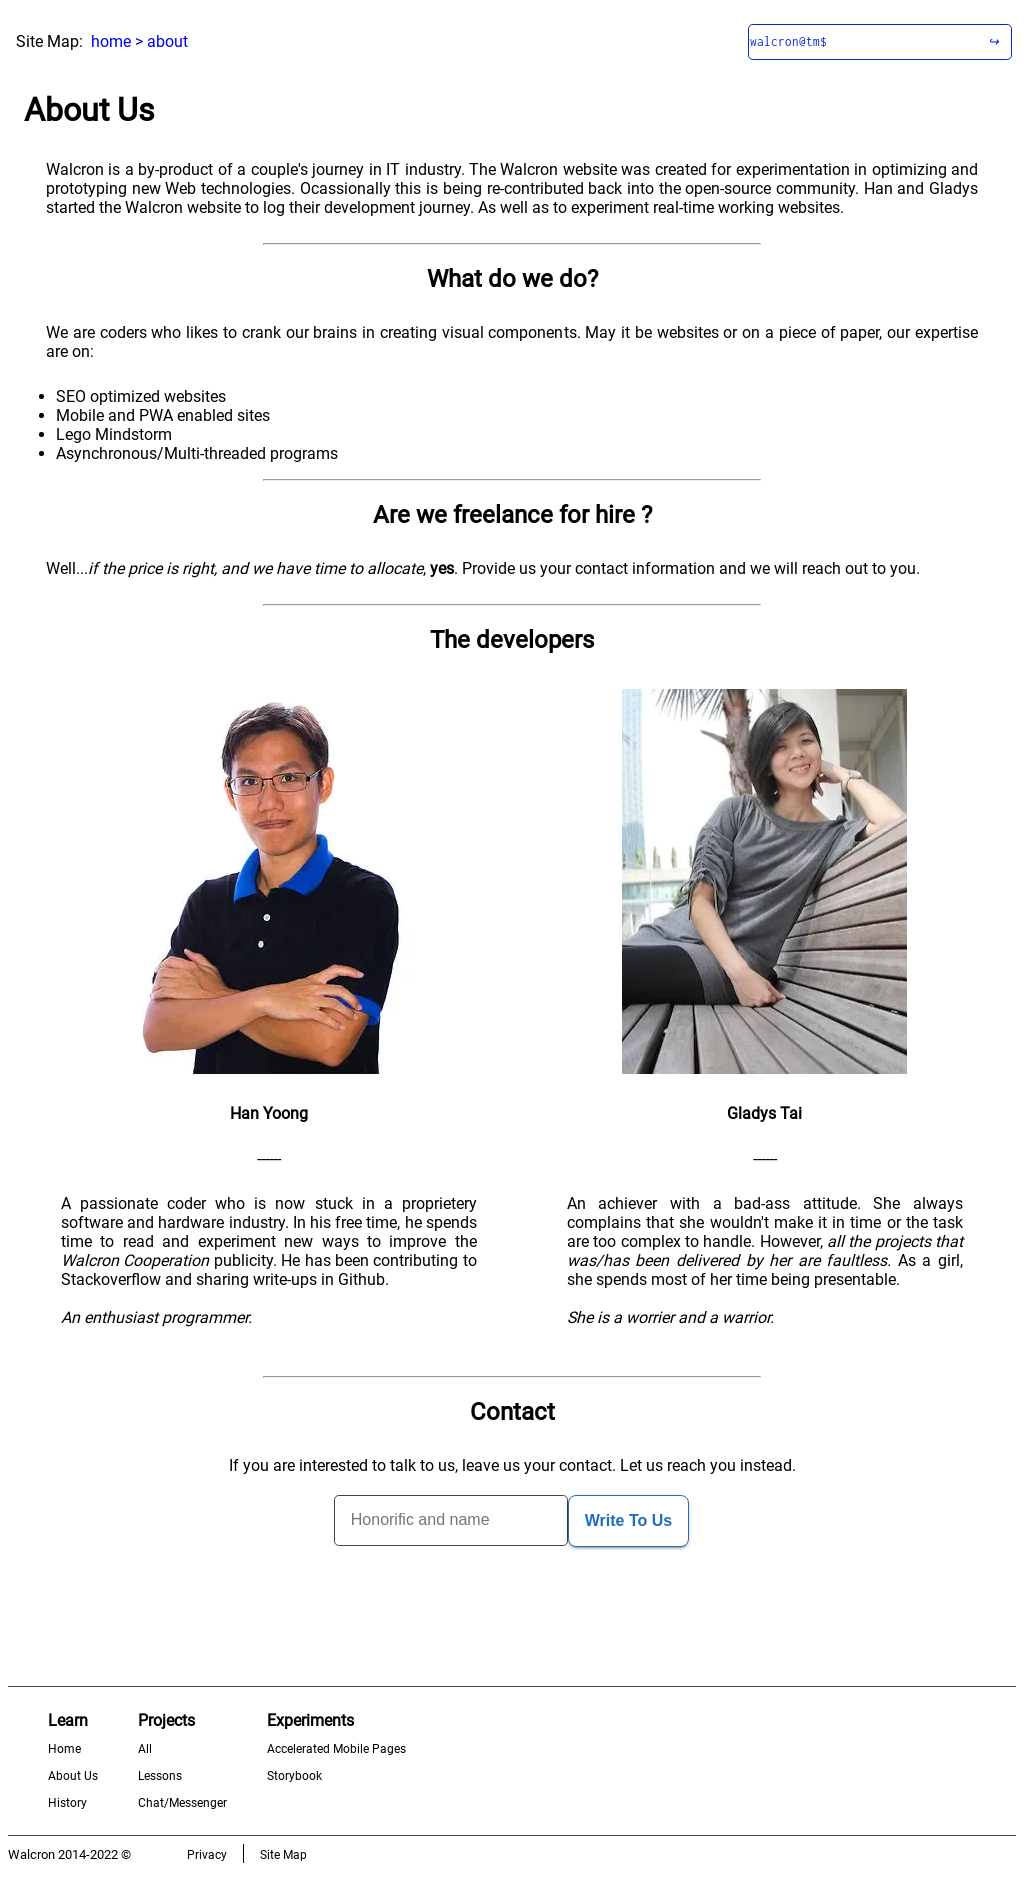 Site Map: home > about
walcron@tm$ ↪
About Us
Walcron is a by-product of a couple's journey in IT industry. The Walcron website was created for experimentation in optimizing and
prototyping new Web technologies. Ocassionally this is being re-contributed back into the open-source community. Han and Gladys
started the Walcron website to log their development journey. As well as to experiment real-time working websites.
What do we do?
We are coders who likes to crank our brains in creating visual components. May it be websites or on a piece of paper, our expertise
are on:
• SEO optimized websites
• Mobile and PWA enabled sites
• Lego Mindstorm
• Asynchronous/Multi-threaded programs
Are we freelance for hire ?
Well...if the price is right, and we have time to allocate, yes. Provide us your contact information and we will reach out to you.
The developers
Han Yoong
------
A passionate coder who is now stuck in a proprietery
software and hardware industry. In his free time, he spends
time to read and experiment new ways to improve the
Walcron Cooperation publicity. He has been contributing to
Stackoverflow and sharing write-ups in Github.
An enthusiast programmer.
Gladys Tai
------
An achiever with a bad-ass attitude. She always
complains that she wouldn't make it in time or the task
are too complex to handle. However, all the projects that
was/has been delivered by her are faultless. As a girl,
she spends most of her time being presentable.
She is a worrier and a warrior.
Contact
If you are interested to talk to us, leave us your contact. Let us reach you instead.
Honorific and name
Write To Us
Learn
Home
About Us
History
Projects
All
Lessons
Chat/Messenger
Experiments
Accelerated Mobile Pages
Storybook
Walcron 2014-2022 ©
Privacy
Site Map